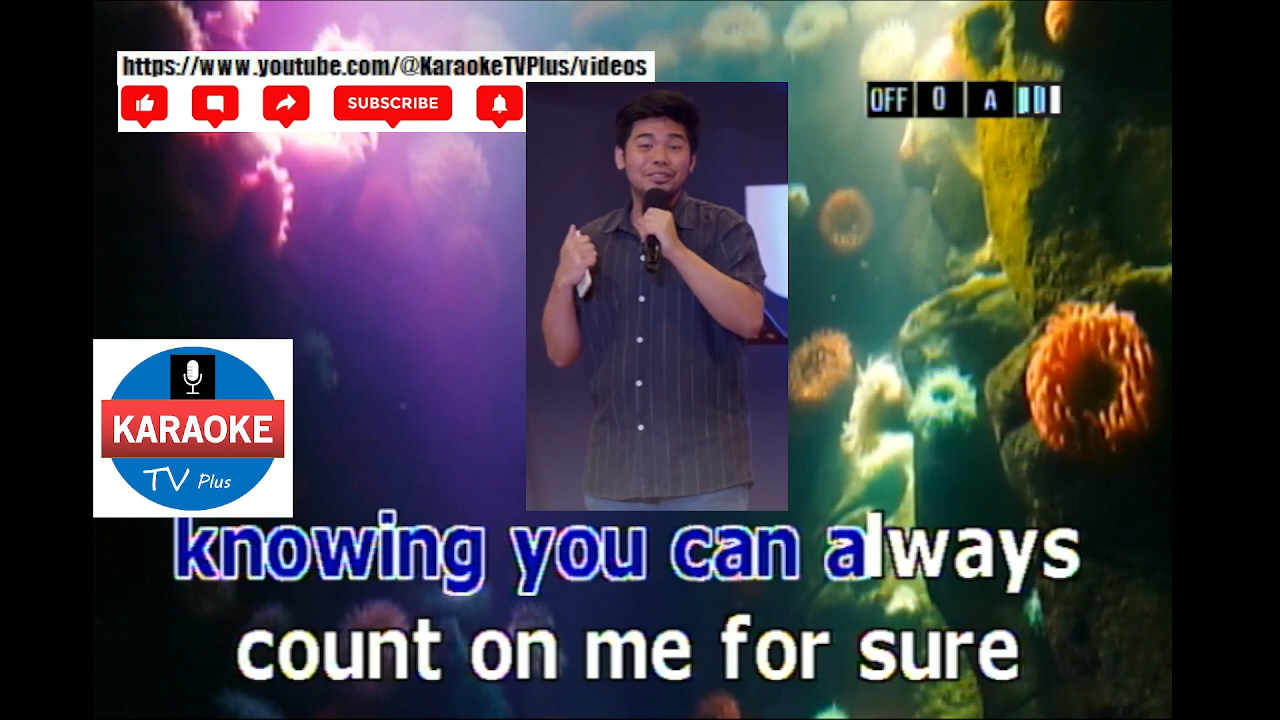 https://www.youtube.com/@KaraokeTVPlus/videos
SUBSCRIBE
OFF 0 A
KARAOKE
TV Plus
knowing you can always
count on me for sure